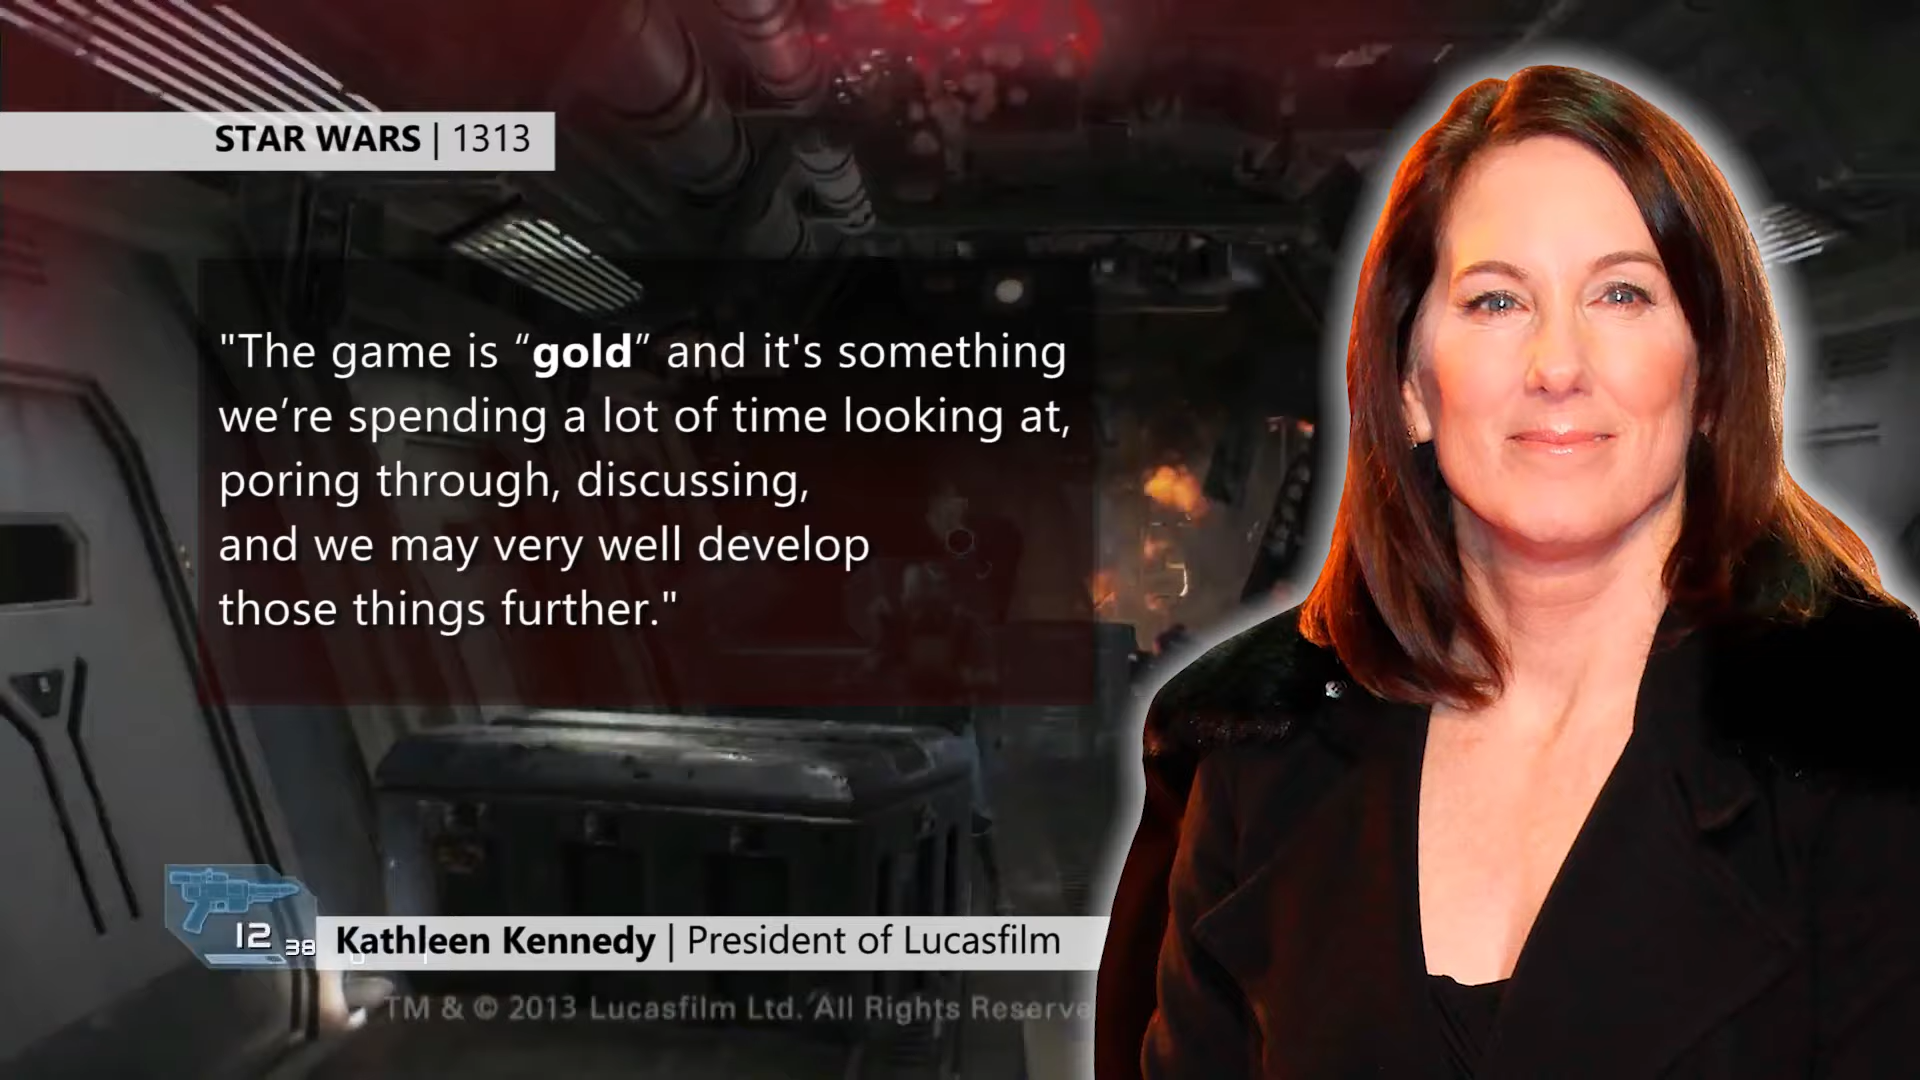 STAR WARS | 1313
"The game is “gold” and it's something
we’re spending a lot of time looking at,
poring through, discussing,
and we may very well develop
those things further."
12 38
Kathleen Kennedy | President of Lucasfilm
TM & © 2013 Lucasfilm Ltd. All Rights Reserve